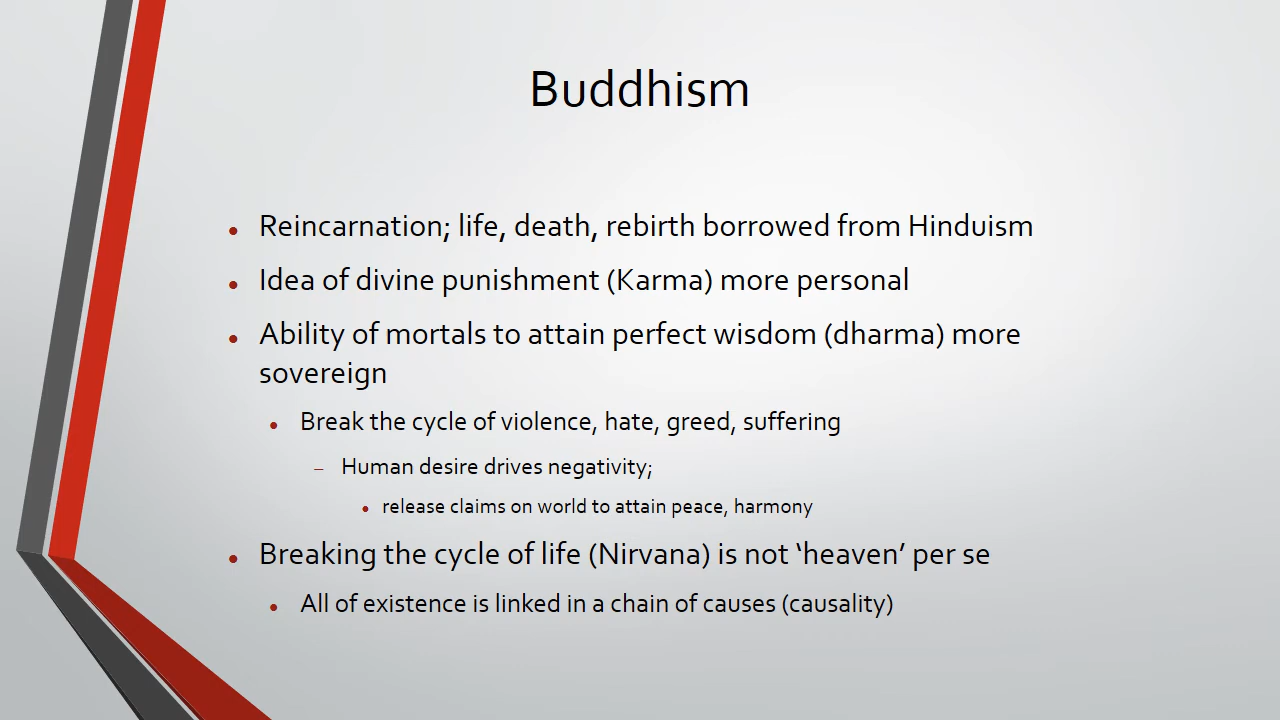 Buddhism
Reincarnation; life, death, rebirth borrowed from Hinduism
Idea of divine punishment (Karma) more personal
Ability of mortals to attain perfect wisdom (dharma) more
sovereign
Break the cycle of violence, hate, greed, suffering
Human desire drives negativity;
release claims on world to attain peace, harmony
Breaking the cycle of life (Nirvana) is not ‘heaven’ per se
All of existence is linked in a chain of causes (causality)